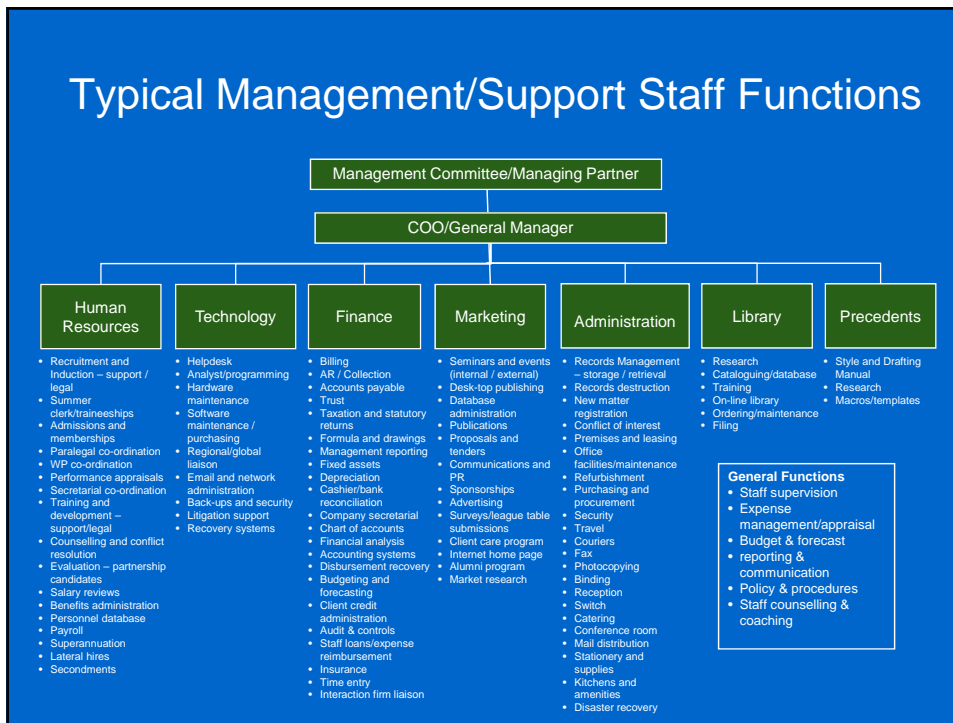 Typical Management/Support Staff Functions
Management Committee/Managing Partner
COO/General Manager
Human
Resources
• Recruitment and
Induction – support /
legal
• Summer
clerk/traineeships
• Admissions and
memberships
• Paralegal co-ordination
• WP co-ordination
• Performance appraisals
• Secretarial co-ordination
• Training and
development –
support/legal
• Counselling and conflict
resolution
• Evaluation – partnership
candidates
• Salary reviews
• Benefits administration
• Personnel database
• Payroll
• Superannuation
• Lateral hires
• Secondments
Technology
• Helpdesk
• Analyst/programming
• Hardware
maintenance
• Software
maintenance /
purchasing
• Regional/global
liaison
• Email and network
administration
• Back-ups and security
• Litigation support
• Recovery systems
Finance
• Billing
• AR / Collection
• Accounts payable
• Trust
• Taxation and statutory
returns
• Formula and drawings
• Management reporting
• Fixed assets
• Depreciation
• Cashier/bank
reconciliation
• Company secretarial
• Chart of accounts
• Financial analysis
• Accounting systems
• Disbursement recovery
• Budgeting and
forecasting
• Client credit
administration
• Audit & controls
• Staff loans/expense
reimbursement
• Insurance
• Time entry
• Interaction firm liaison
Marketing
• Seminars and events
(internal / external)
• Desk-top publishing
• Database
administration
• Publications
• Proposals and
tenders
• Communications and
PR
• Sponsorships
• Advertising
• Surveys/league table
submissions
• Client care program
• Internet home page
• Alumni program
• Market research
Administration
• Records Management
– storage / retrieval
• Records destruction
• New matter
registration
• Conflict of interest
• Premises and leasing
• Office
facilities/maintenance
• Refurbishment
• Purchasing and
procurement
• Security
• Travel
• Couriers
• Fax
• Photocopying
• Binding
• Reception
• Switch
• Catering
• Conference room
• Mail distribution
• Stationery and
supplies
• Kitchens and
amenities
• Disaster recovery
Library
• Research
• Cataloguing/database
• Training
• On-line library
• Ordering/maintenance
• Filing
Precedents
• Style and Drafting
Manual
• Research
• Macros/templates
General Functions
• Staff supervision
• Expense
management/appraisal
• Budget & forecast
• reporting &
communication
• Policy & procedures
• Staff counselling &
coaching